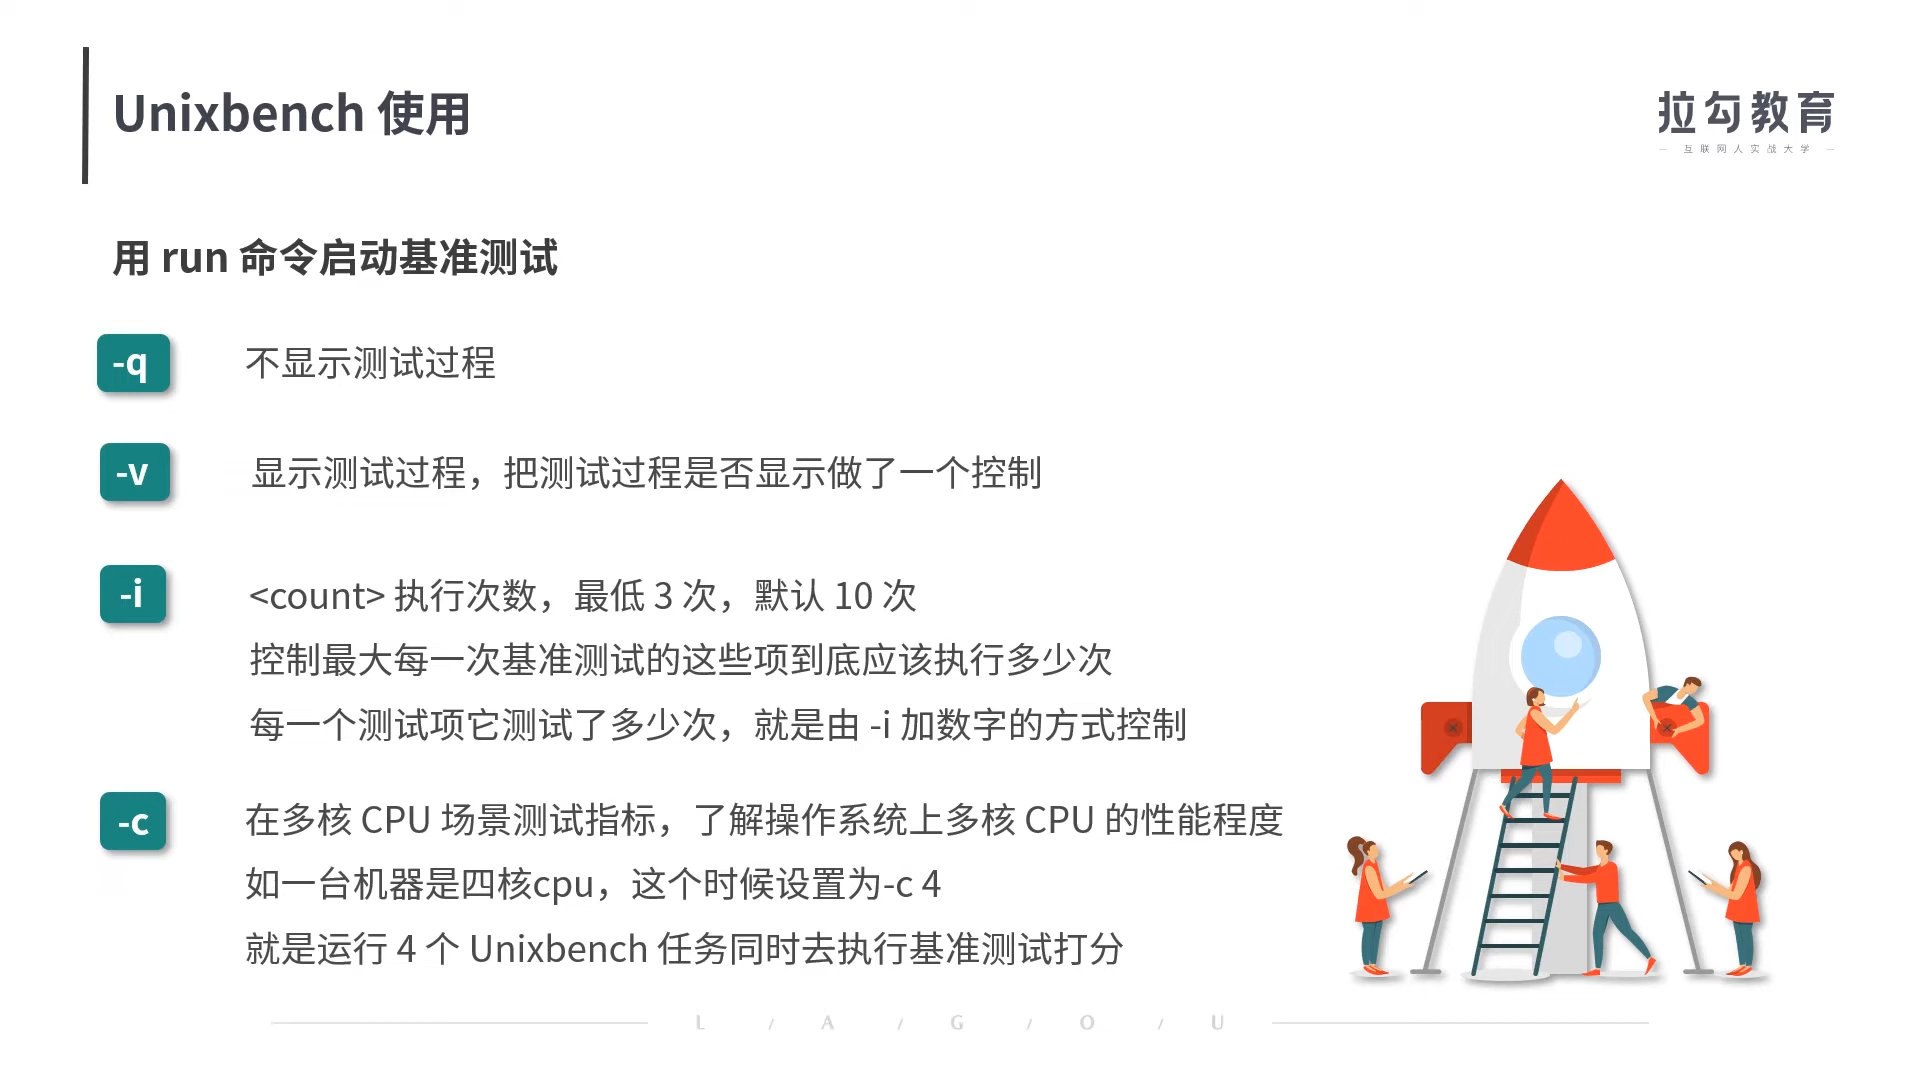 Unixbench 使用
拉勾教育
— 互联网人实战大学 —
用 run 命令启动基准测试
-q 不显示测试过程
-v 显示测试过程，把测试过程是否显示做了一个控制
-i <count> 执行次数，最低 3 次，默认 10 次
控制最大每一次基准测试的这些项到底应该执行多少次
每一个测试项它测试了多少次，就是由 -i 加数字的方式控制
-c 在多核 CPU 场景测试指标，了解操作系统上多核 CPU 的性能程度
如一台机器是四核cpu，这个时候设置为-c 4
就是运行 4 个 Unixbench 任务同时去执行基准测试打分
L / A / G / O / U